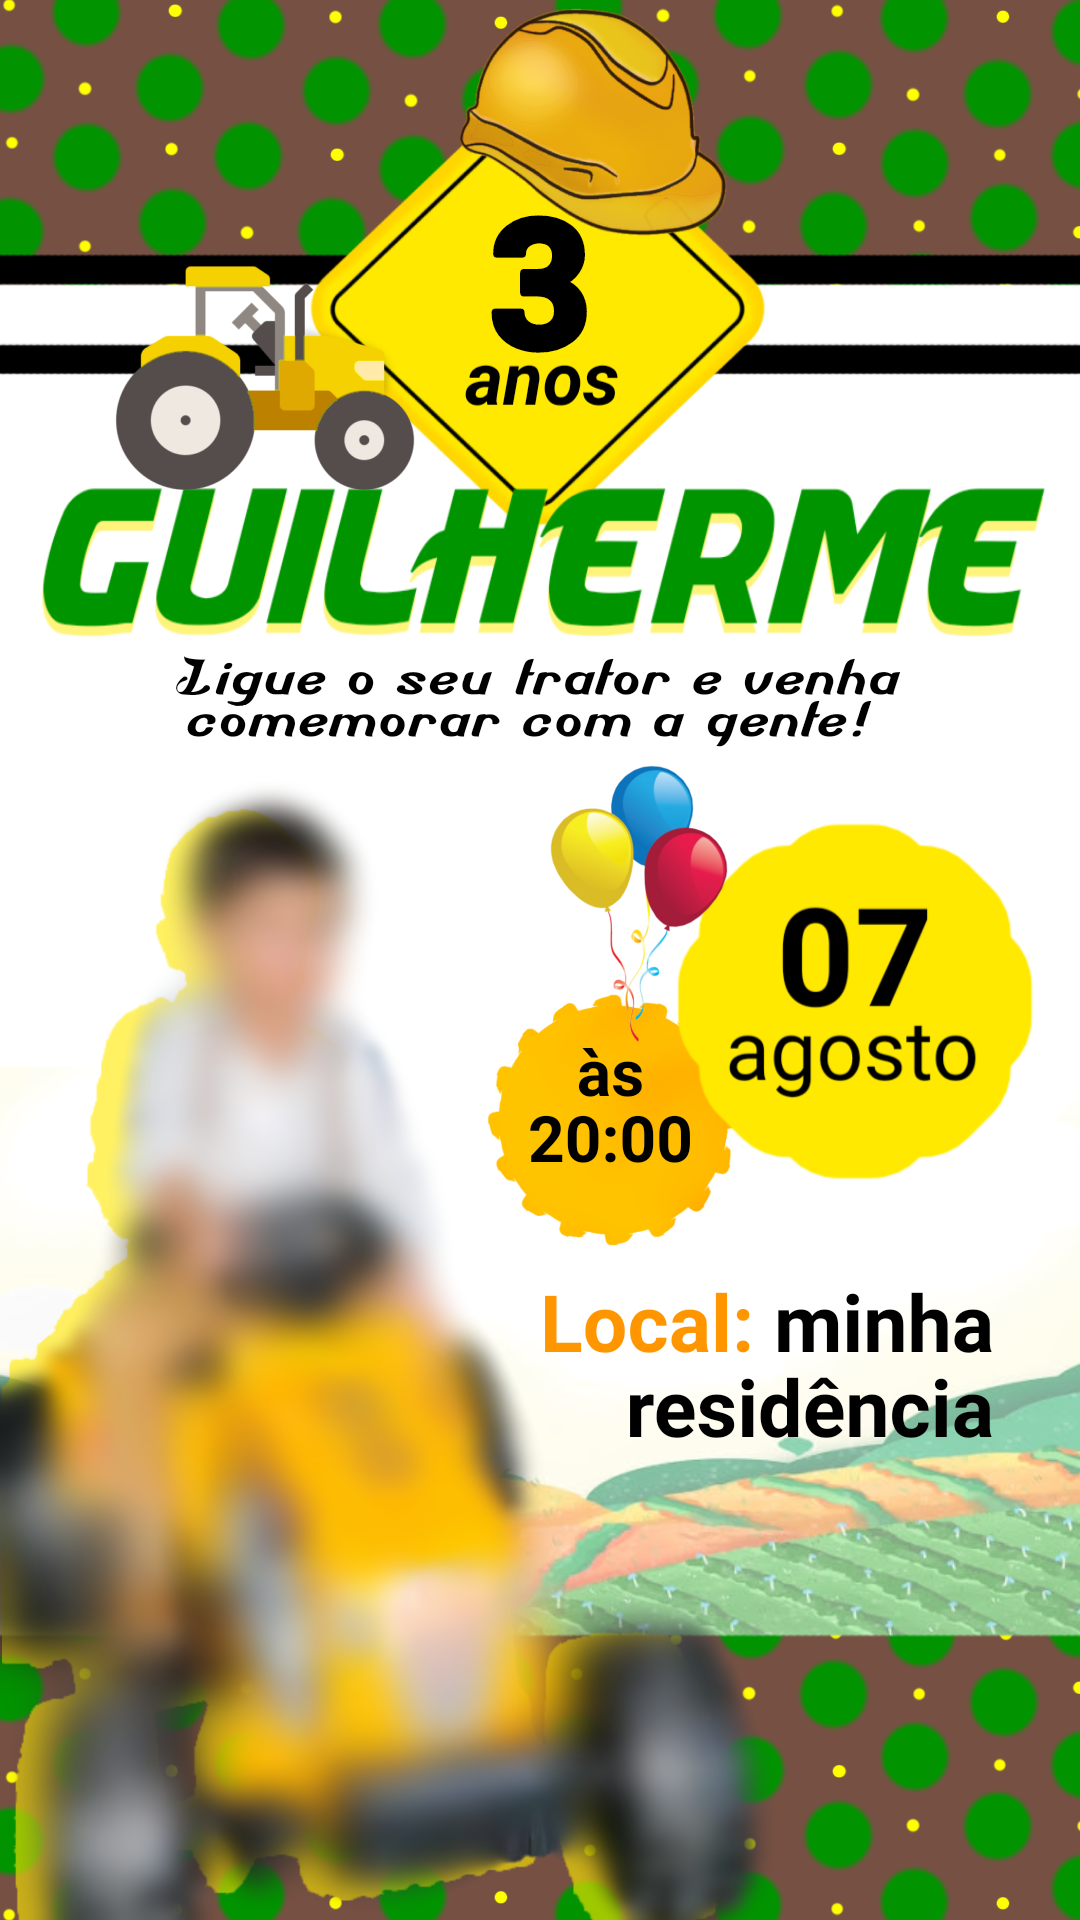 3
anos
GUILHERME
Ligue o seu trator e venha
comemorar com a gente!
07
agosto
às
20:00
Local: minha
residência